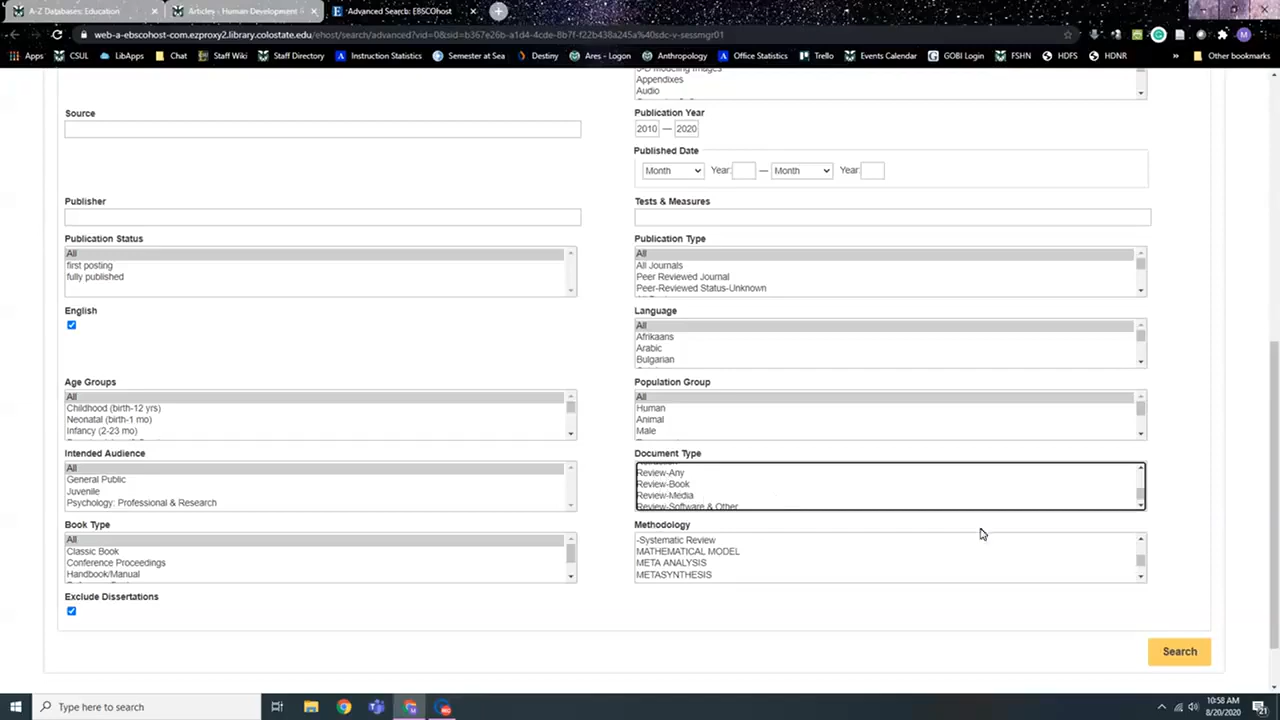 A-Z Databases: Education
Articles - Human Development
Advanced Search: EBSCOhost
web-a-ebscohost-com.ezproxy2.library.colostate.edu/ehost/search/advanced?vid=0&sid=b367e26b-a1d4-4cde-8b7f-f22b438a245a%40sdc-v-sessmgr01
Apps CSUL LibApps Chat Staff Wiki Staff Directory Instruction Statistics Semester at Sea Destiny Ares - Logon Anthropology Office Statistics Trello Events Calendar GOBI Login FSHN HDFS HDNR » Other bookmarks
3-D Modeling Images
Appendixes
Audio
Source
Publication Year
2010 — 2020
Published Date
Month Year: — Month Year:
Publisher
Tests & Measures
Publication Status
All
first posting
fully published
Publication Type
All
All Journals
Peer Reviewed Journal
Peer-Reviewed Status-Unknown
English
Language
All
Afrikaans
Arabic
Bulgarian
Age Groups
All
Childhood (birth-12 yrs)
Neonatal (birth-1 mo)
Infancy (2-23 mo)
Population Group
All
Human
Animal
Male
Intended Audience
All
General Public
Juvenile
Psychology: Professional & Research
Document Type
Review-Any
Review-Book
Review-Media
Review-Software & Other
Book Type
All
Classic Book
Conference Proceedings
Handbook/Manual
Methodology
-Systematic Review
MATHEMATICAL MODEL
META ANALYSIS
METASYNTHESIS
Exclude Dissertations
Search
Type here to search
10:58 AM
8/20/2020
21